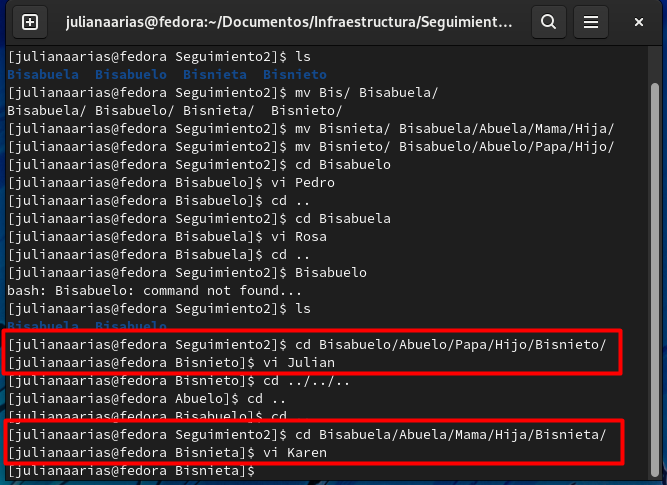 julianaarias@fedora:~/Documentos/Infraestructura/Seguimient...
[julianaarias@fedora Seguimiento2]$ ls
Bisabuela Bisabuelo Bisnieta Bisnieto
[julianaarias@fedora Seguimiento2]$ mv Bis/ Bisabuela/
Bisabuela/ Bisabuelo/ Bisnieta/ Bisnieto/
[julianaarias@fedora Seguimiento2]$ mv Bisnieta/ Bisabuela/Abuela/Mama/Hija/
[julianaarias@fedora Seguimiento2]$ mv Bisnieto/ Bisabuelo/Abuelo/Papa/Hijo/
[julianaarias@fedora Seguimiento2]$ cd Bisabuelo
[julianaarias@fedora Bisabuelo]$ vi Pedro
[julianaarias@fedora Bisabuelo]$ cd ..
[julianaarias@fedora Seguimiento2]$ cd Bisabuela
[julianaarias@fedora Bisabuela]$ vi Rosa
[julianaarias@fedora Bisabuela]$ cd ..
[julianaarias@fedora Seguimiento2]$ Bisabuelo
bash: Bisabuelo: command not found...
[julianaarias@fedora Seguimiento2]$ ls
Bisabuela Bisabuelo
[julianaarias@fedora Seguimiento2]$ cd Bisabuelo/Abuelo/Papa/Hijo/Bisnieto/
[julianaarias@fedora Bisnieto]$ vi Julian
[julianaarias@fedora Bisnieto]$ cd ../../..
[julianaarias@fedora Abuelo]$ cd ..
[julianaarias@fedora Bisabuelo]$ cd
[julianaarias@fedora Seguimiento2]$ cd Bisabuela/Abuela/Mama/Hija/Bisnieta/
[julianaarias@fedora Bisnieta]$ vi Karen
[julianaarias@fedora Bisnieta]$